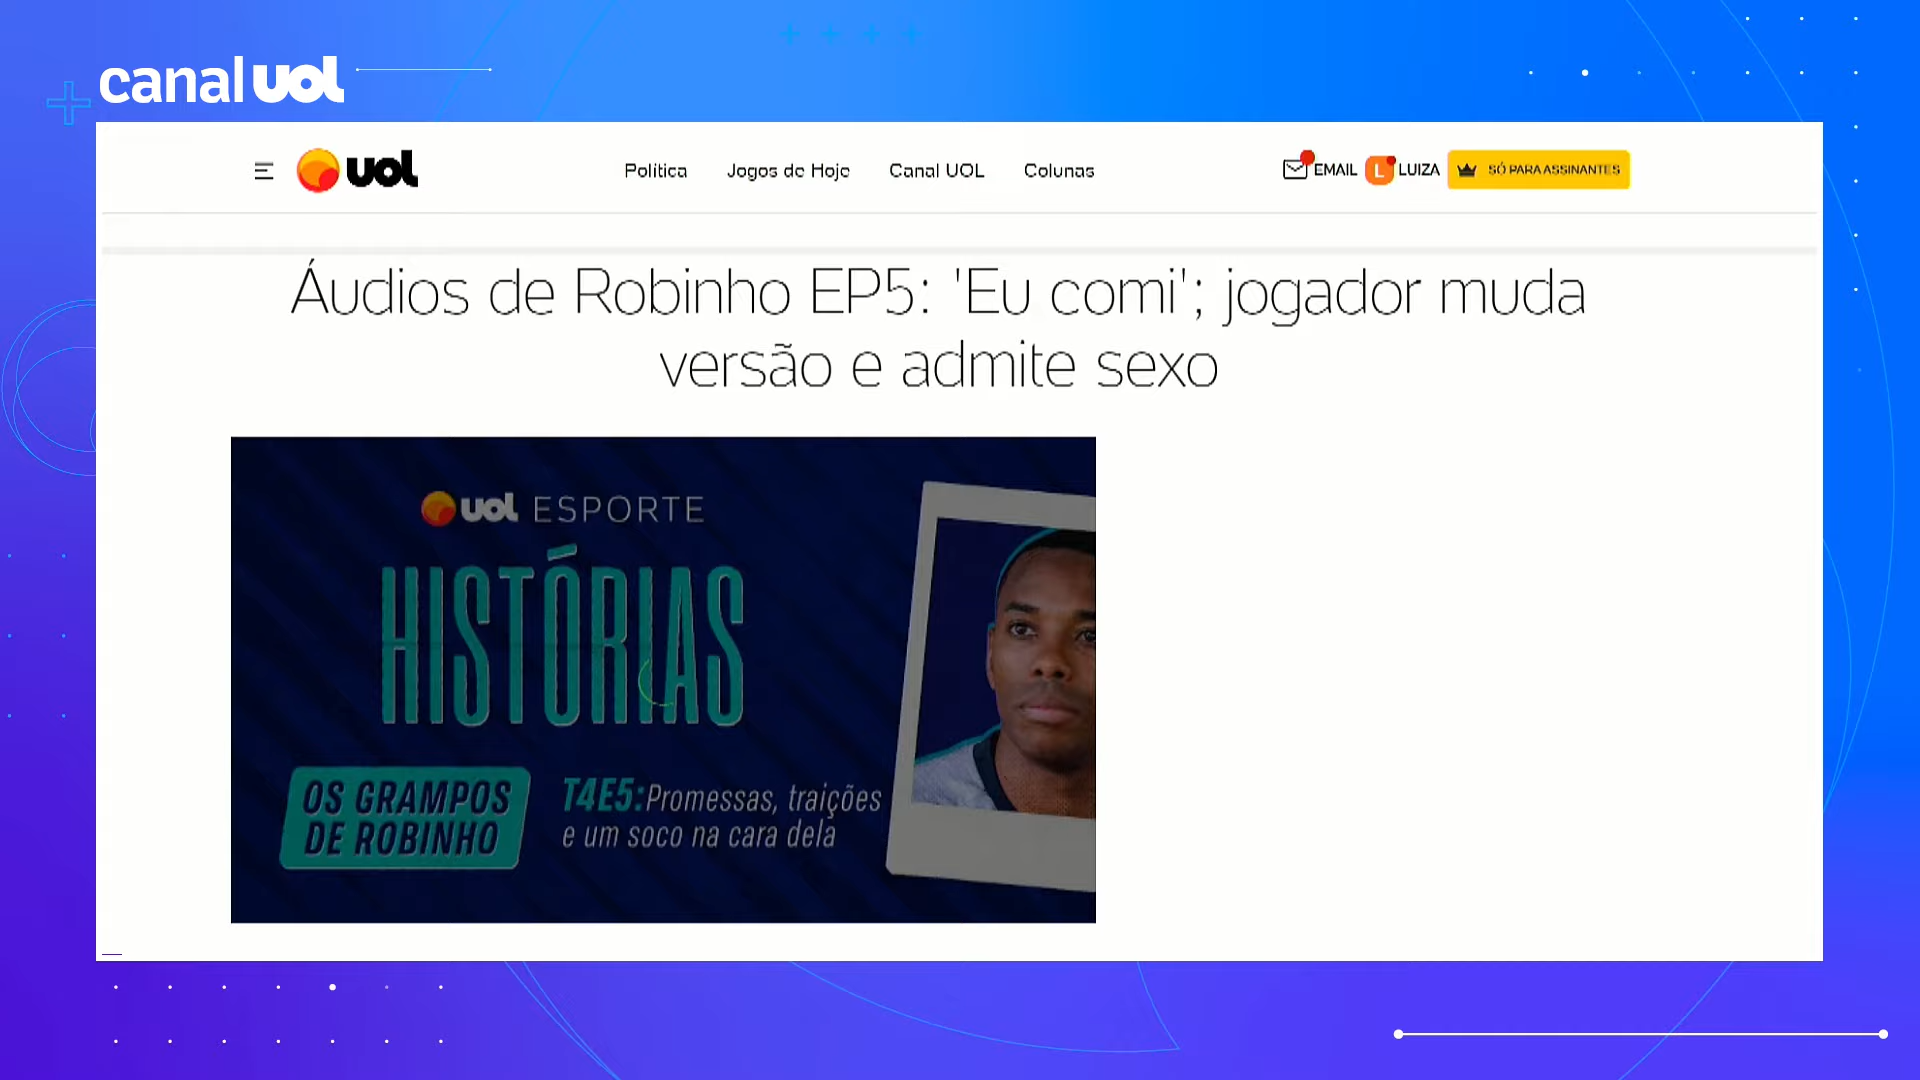 canal uol
uol
Política
Jogos de Hoje
Canal UOL
Colunas
EMAIL
L
LUIZA
SÓ PARA ASSINANTES
Áudios de Robinho EP5: 'Eu comi'; jogador muda
versão e admite sexo
uol ESPORTE
HISTÓRIAS
OS GRAMPOS
DE ROBINHO
T4E5: Promessas, traições
e um soco na cara dela